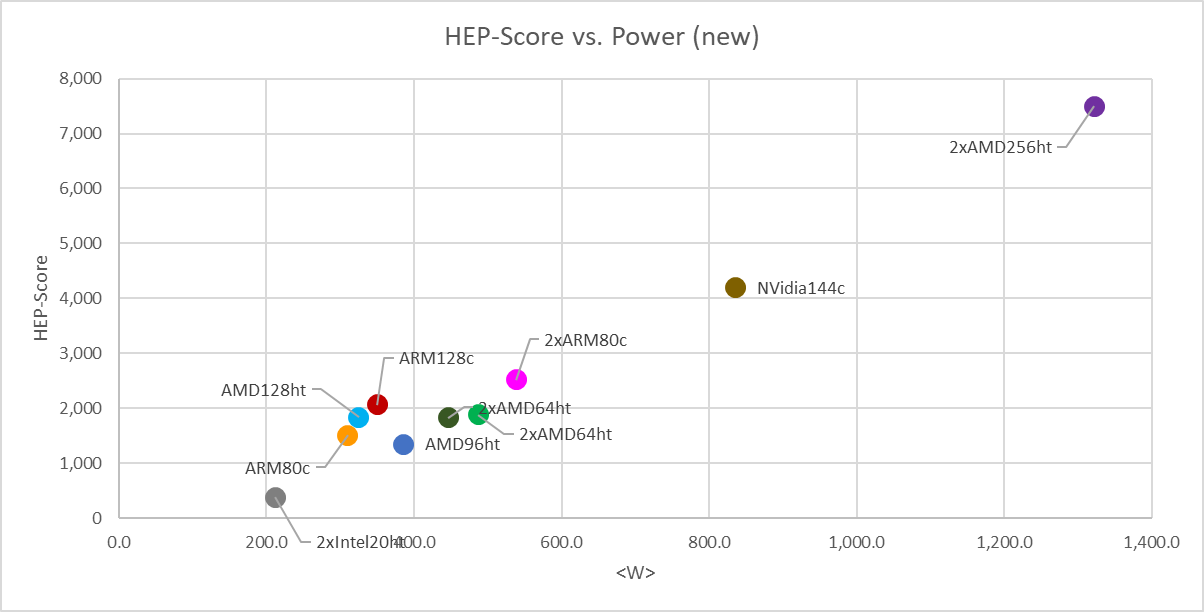 HEP-Score vs. Power (new)
8,000
7,000
6,000
5,000
4,000
3,000
2,000
1,000
0
HEP-Score
2xAMD256ht
NVidia144c
2xARM80c
ARM128c
AMD128ht
2xAMD64ht
2xAMD64ht
AMD96ht
ARM80c
2xIntel20ht
0.0 200.0 400.0 600.0 800.0 1,000.0 1,200.0 1,400.0
<W>